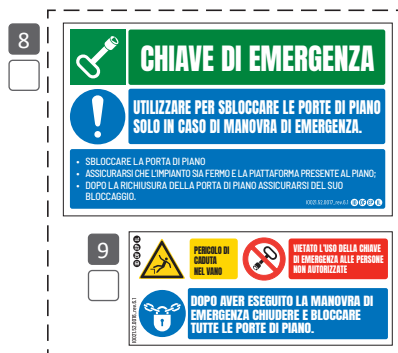 8
CHIAVE DI EMERGENZA
UTILIZZARE PER SBLOCCARE LE PORTE DI PIANO
SOLO IN CASO DI MANOVRA DI EMERGENZA.
• SBLOCCARE LA PORTA DI PIANO
• ASSICURARSI CHE L'IMPIANTO SIA FERMO E LA PIATTAFORMA PRESENTE AL PIANO;
• DOPO LA RICHIUSURA DELLA PORTA DI PIANO ASSICURARSI DEL SUO
BLOCCAGGIO.
9
PERICOLO DI
CADUTA
NEL VANO
VIETATO L'USO DELLA CHIAVE
DI EMERGENZA ALLE PERSONE
NON AUTORIZZATE
DOPO AVER ESEGUITO LA MANOVRA DI
EMERGENZA CHIUDERE E BLOCCARE
TUTTE LE PORTE DI PIANO.